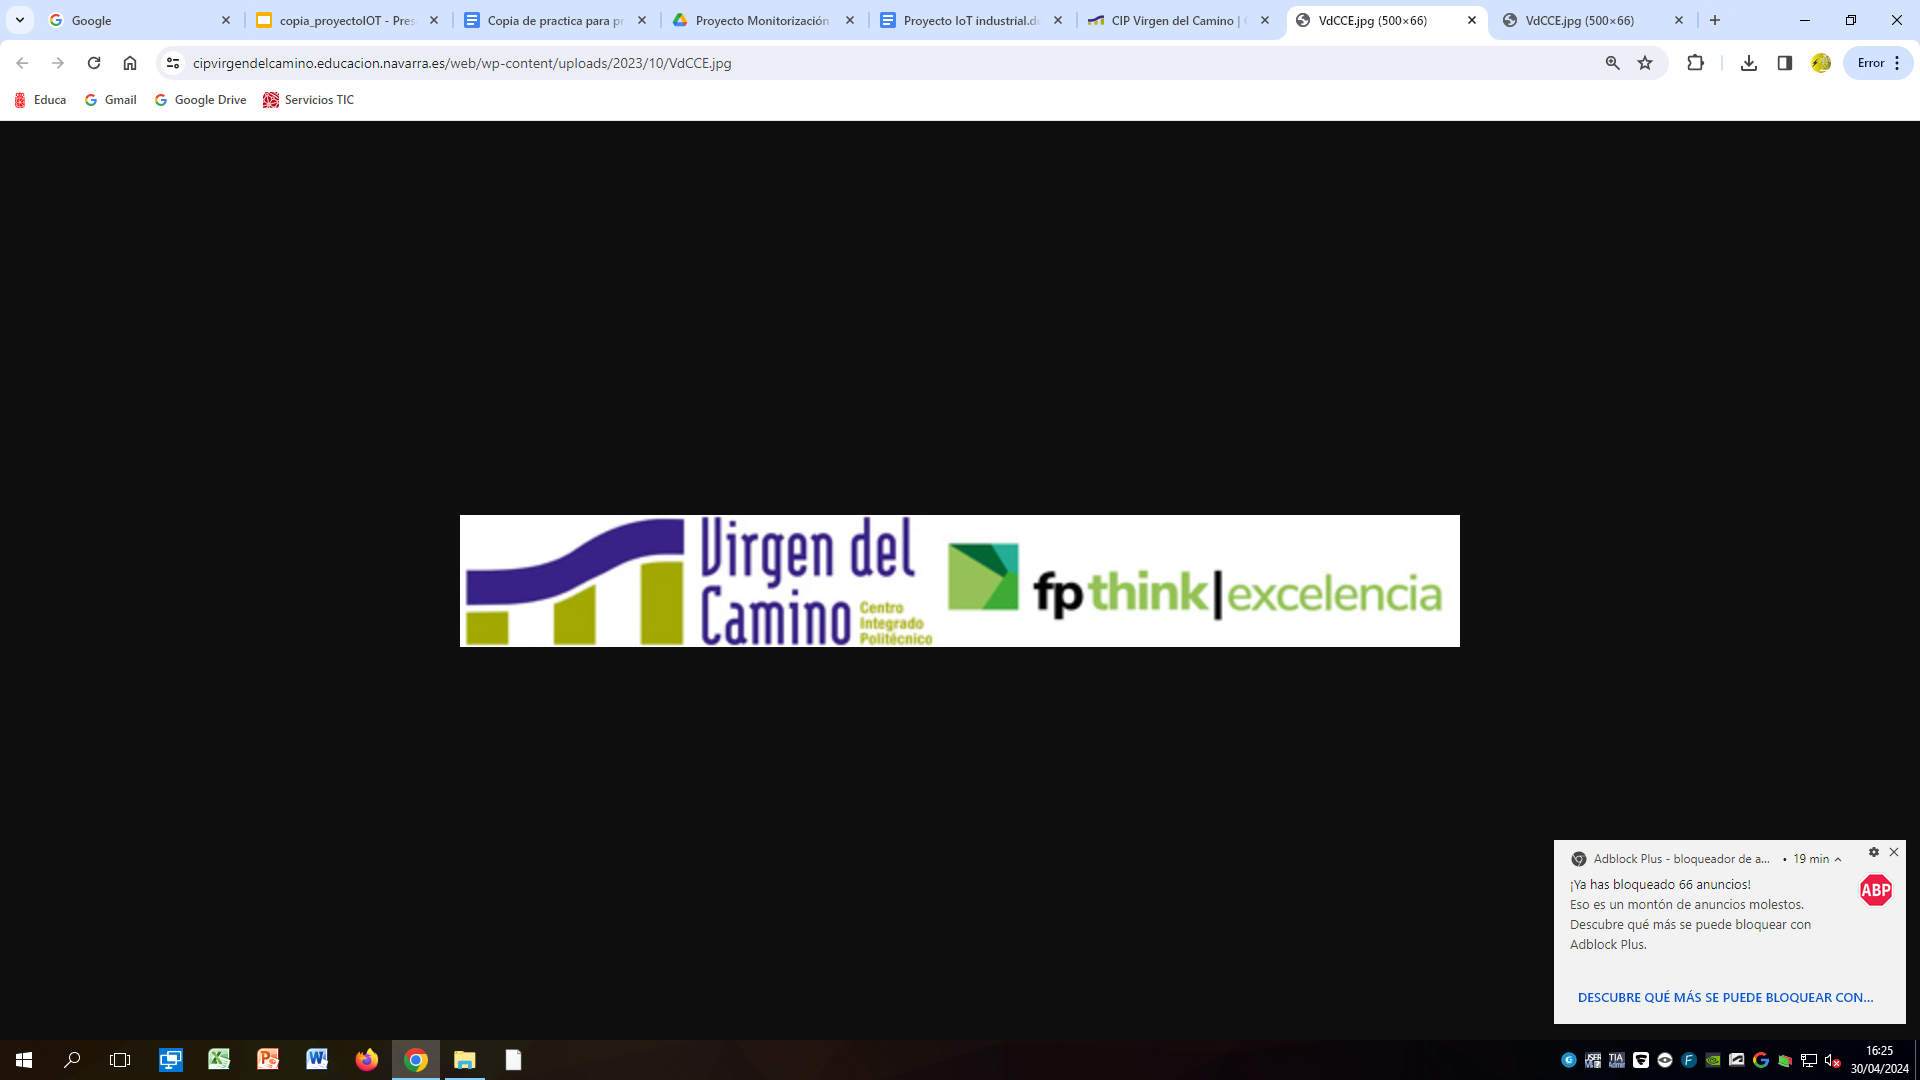 Google
copia_proyectoIOT - Pres
Copia de practica para pr
Proyecto Monitorización
Proyecto IoT industrial.do
CIP Virgen del Camino |
VdCCE.jpg (500×66)
VdCCE.jpg (500×66)
cipvirgendelcamino.educacion.navarra.es/web/wp-content/uploads/2023/10/VdCCE.jpg
Error
Educa
Gmail
Google Drive
Servicios TIC
Virgen del
Camino
Centro
Integrado
Politécnico
fpthink|excelencia
Adblock Plus - bloqueador de a... • 19 min
¡Ya has bloqueado 66 anuncios!
Eso es un montón de anuncios molestos.
Descubre qué más se puede bloquear con
Adblock Plus.
ABP
DESCUBRE QUÉ MÁS SE PUEDE BLOQUEAR CON...
16:25
30/04/2024